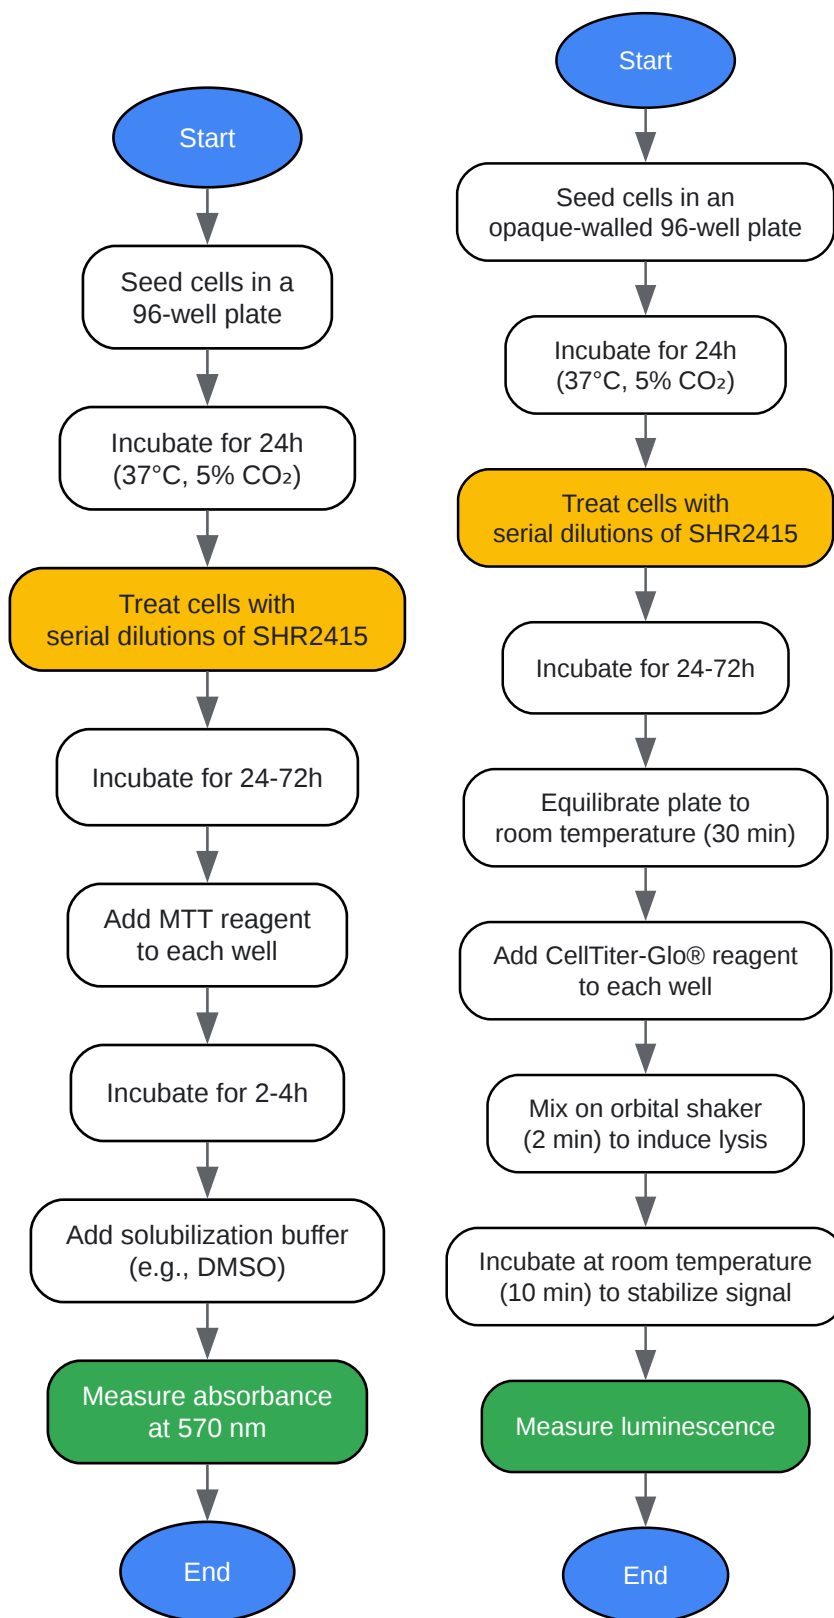 Start
Seed cells in a
96-well plate
Incubate for 24h
(37°C, 5% CO₂)
Treat cells with
serial dilutions of SHR2415
Incubate for 24-72h
Add MTT reagent
to each well
Incubate for 2-4h
Add solubilization buffer
(e.g., DMSO)
Measure absorbance
at 570 nm
End
Start
Seed cells in an
opaque-walled 96-well plate
Incubate for 24h
(37°C, 5% CO₂)
Treat cells with
serial dilutions of SHR2415
Incubate for 24-72h
Equilibrate plate to
room temperature (30 min)
Add CellTiter-Glo® reagent
to each well
Mix on orbital shaker
(2 min) to induce lysis
Incubate at room temperature
(10 min) to stabilize signal
Measure luminescence
End